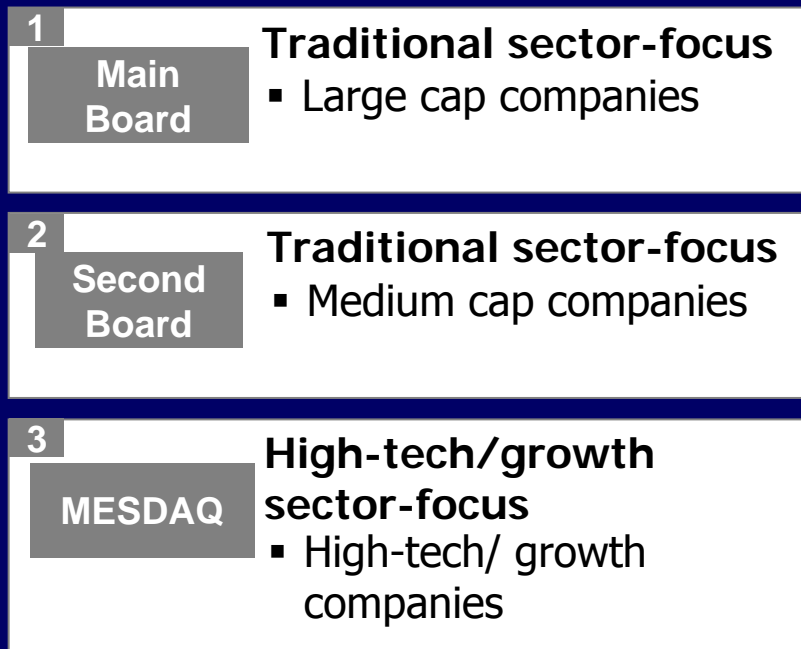 1
Main
Board
Traditional sector-focus
▪ Large cap companies
2
Second
Board
Traditional sector-focus
▪ Medium cap companies
3
MESDAQ
High-tech/growth
sector-focus
▪ High-tech/ growth
companies